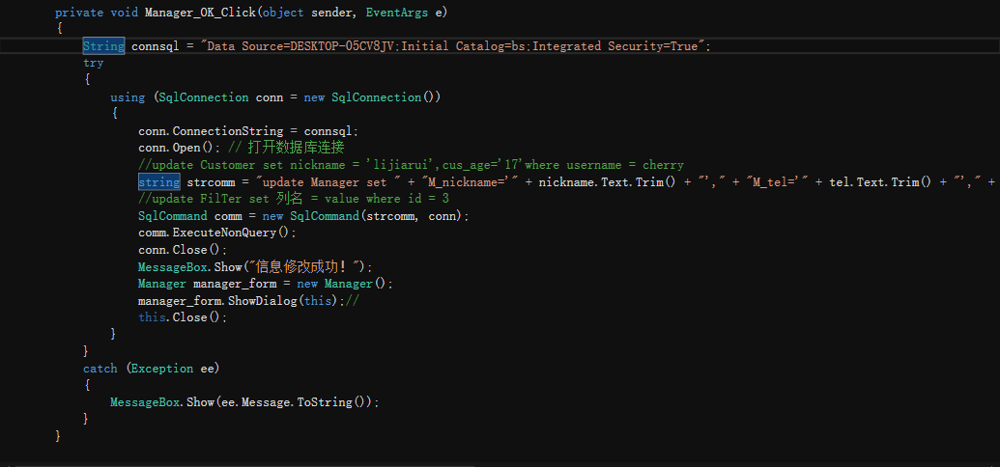 private void Manager_OK_Click(object sender, EventArgs e)
{
String connsql = "Data Source=DESKTOP-O5CV8JV;Initial Catalog=bs;Integrated Security=True";
try
{
using (SqlConnection conn = new SqlConnection())
{
conn.ConnectionString = connsql;
conn.Open(); // 打开数据库连接
//update Customer set nickname = 'lijiarui',cus_age='17'where username = cherry
string strcomm = "update Manager set " + "M_nickname='" + nickname.Text.Trim() + "'," + "M_tel='" + tel.Text.Trim() + "'," +
//update FilTer set 列名 = value where id = 3
SqlCommand comm = new SqlCommand(strcomm, conn);
comm.ExecuteNonQuery();
conn.Close();
MessageBox.Show("信息修改成功！");
Manager manager_form = new Manager();
manager_form.ShowDialog(this);//
this.Close();
}
}
catch (Exception ee)
{
MessageBox.Show(ee.Message.ToString());
}
}